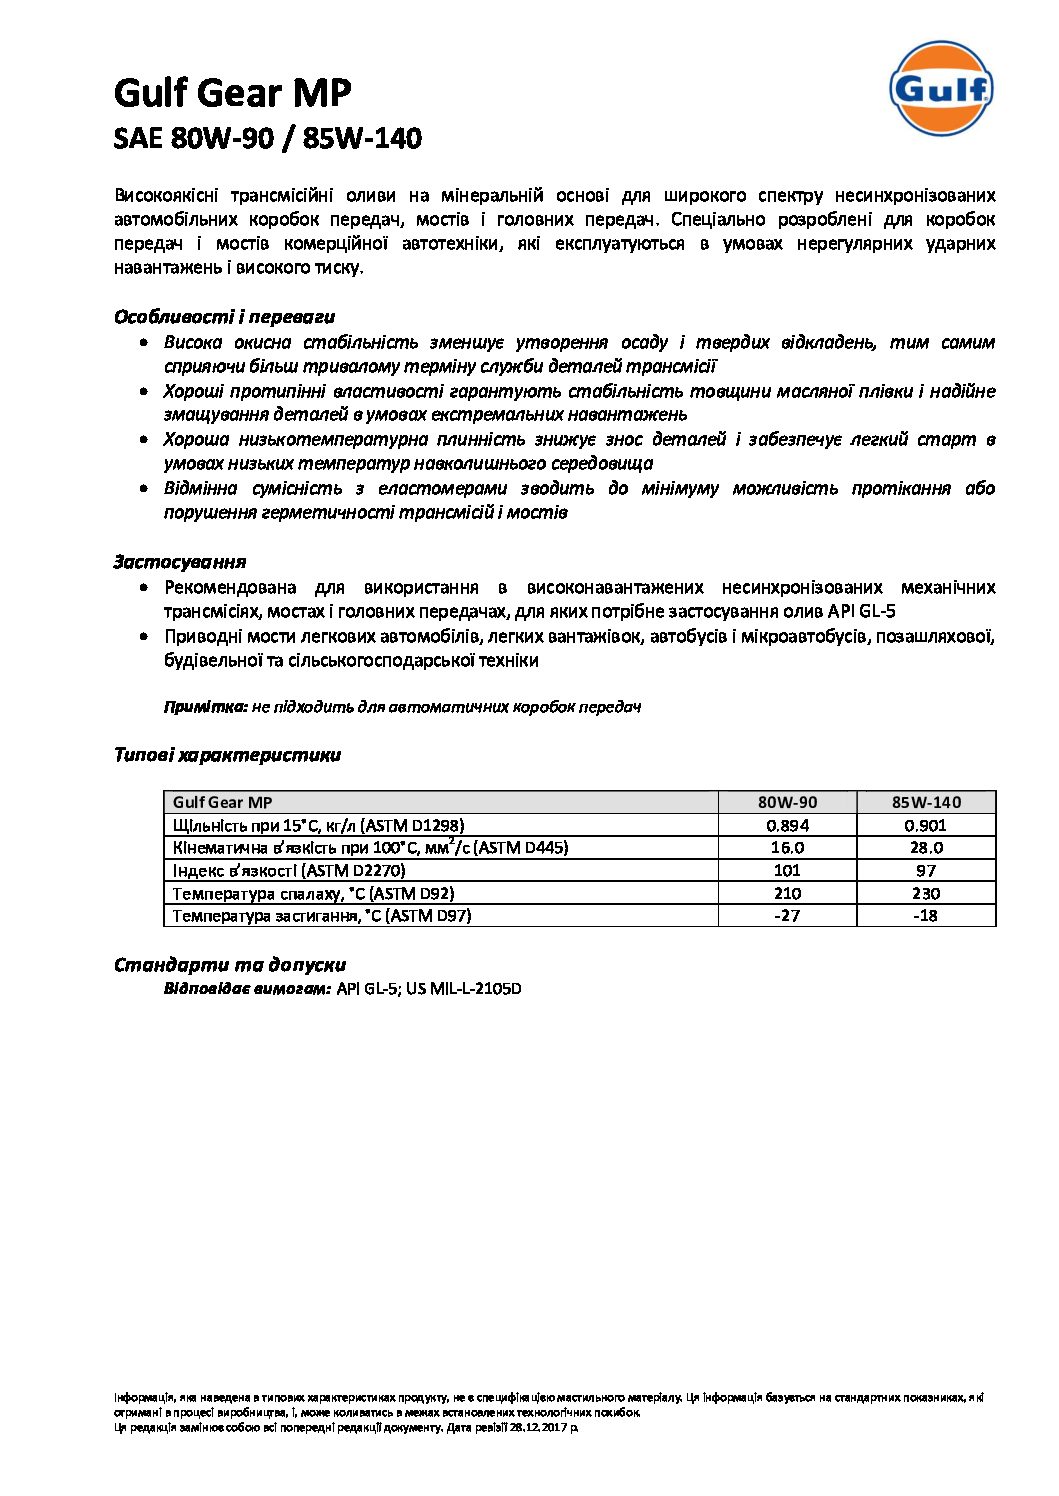 Gulf Gear MP
SAE 80W-90 / 85W-140
Gulf
Високоякісні трансмісійні оливи на мінеральній основі для широкого спектру несинхронізованих
автомобільних коробок передач, мостів і головних передач. Спеціально розроблені для коробок
передач і мостів комерційної автотехніки, які експлуатуються в умовах нерегулярних ударних
навантажень і високого тиску.
Особливості і переваги
• Висока окисна стабільність зменшує утворення осаду і твердих відкладень, тим самим
сприяючи більш тривалому терміну служби деталей трансмісії
• Хороші протипінні властивості гарантують стабільність товщини масляної плівки і надійне
змащування деталей в умовах екстремальних навантажень
• Хороша низькотемпературна плинність знижує знос деталей і забезпечує легкий старт в
умовах низьких температур навколишнього середовища
• Відмінна сумісність з еластомерами зводить до мінімуму можливість протікання або
порушення герметичності трансмісій і мостів
Застосування
• Рекомендована для використання в високонавантажених несинхронізованих механічних
трансмісіях, мостах і головних передачах, для яких потрібне застосування олив API GL-5
• Приводні мости легкових автомобілів, легких вантажівок, автобусів і мікроавтобусів, позашляхової,
будівельної та сільськогосподарської техніки
Примітка: не підходить для автоматичних коробок передач
Типові характеристики
Gulf Gear MP 80W-90 85W-140
Щільність при 15˚С, кг/л (ASTM D1298) 0.894 0.901
Кінематична в’язкість при 100˚С, мм²/с (ASTM D445) 16.0 28.0
Індекс в’язкості (ASTM D2270) 101 97
Температура спалаху, ˚С (ASTM D92) 210 230
Температура застигання, ˚С (ASTM D97) -27 -18
Стандарти та допуски
Відповідає вимогам: API GL-5; US MIL-L-2105D
Інформація, яка наведена в типових характеристиках продукту, не є специфікацією мастильного матеріалу. Ця інформація базується на стандартних показниках, які
отримані в процесі виробництва, і, може коливатись в межах встановлених технологічних похибок.
Ця редакція замінює собою всі попередні редакції документу. Дата ревізії 28.12.2017 р.